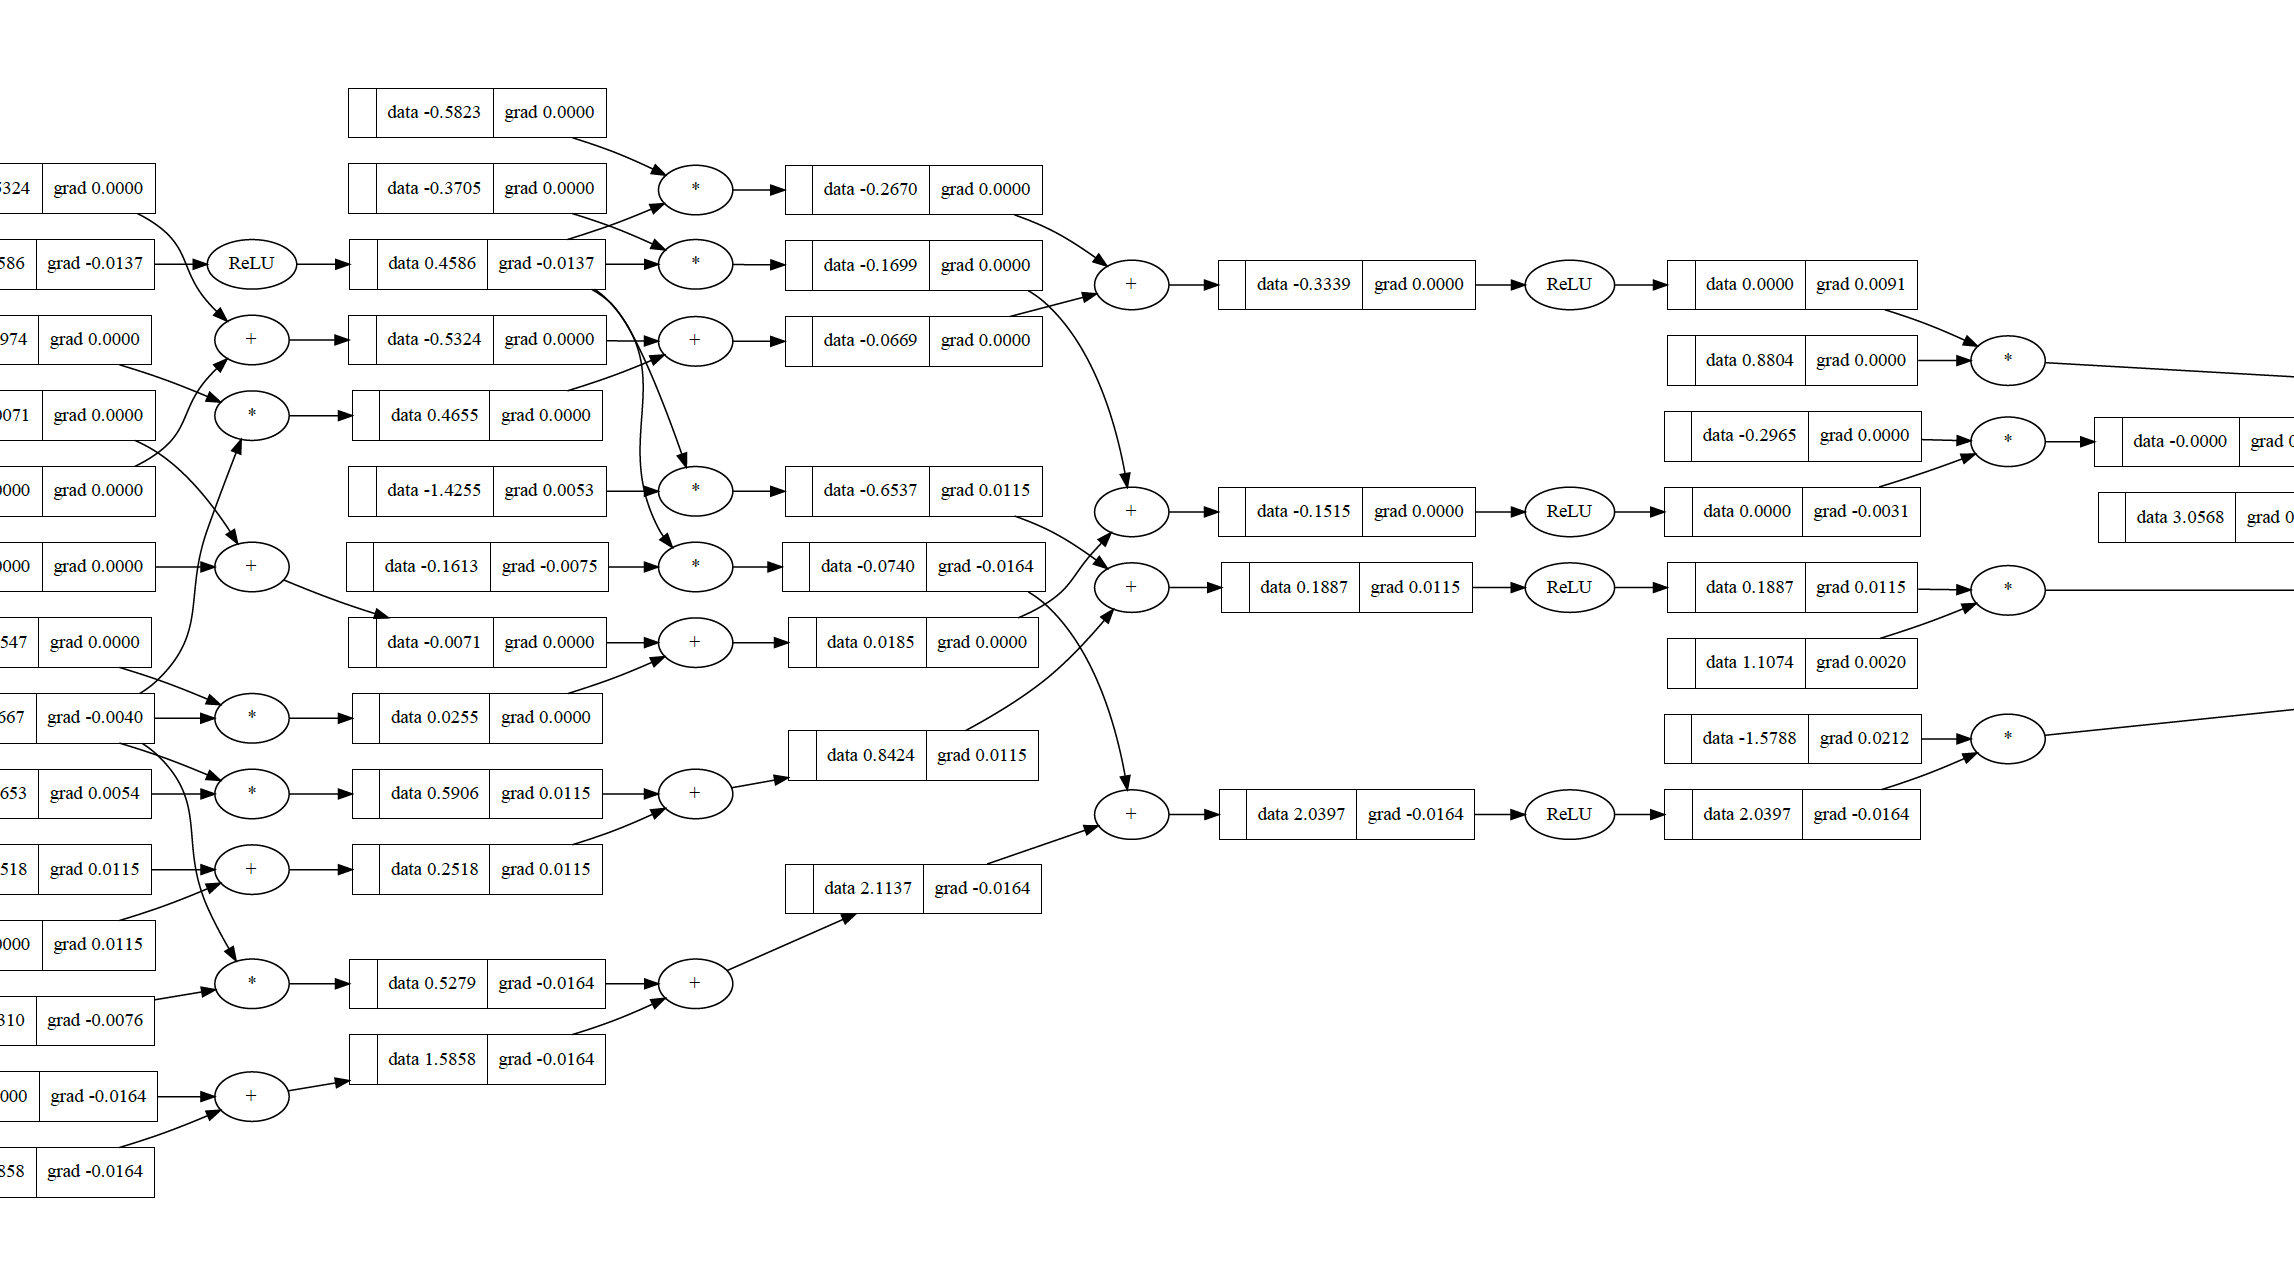 data -0.5823 grad 0.0000
5324 grad 0.0000
data -0.3705 grad 0.0000
*
data -0.2670 grad 0.0000
586 grad -0.0137
ReLU
data 0.4586 grad -0.0137
*
data -0.1699 grad 0.0000
+
data -0.3339 grad 0.0000
ReLU
data 0.0000 grad 0.0091
974 grad 0.0000
+
data -0.5324 grad 0.0000
+
data -0.0669 grad 0.0000
data 0.8804 grad 0.0000
*
0071 grad 0.0000
*
data 0.4655 grad 0.0000
data -0.2965 grad 0.0000
*
data -0.0000 grad 0
0000 grad 0.0000
data -1.4255 grad 0.0053
*
data -0.6537 grad 0.0115
+
data -0.1515 grad 0.0000
ReLU
data 0.0000 grad -0.0031
data 3.0568 grad 0
0000 grad 0.0000
+
data -0.1613 grad -0.0075
*
data -0.0740 grad -0.0164
+
data 0.1887 grad 0.0115
ReLU
data 0.1887 grad 0.0115
*
547 grad 0.0000
data -0.0071 grad 0.0000
+
data 0.0185 grad 0.0000
data 1.1074 grad 0.0020
667 grad -0.0040
*
data 0.0255 grad 0.0000
data 0.8424 grad 0.0115
data -1.5788 grad 0.0212
*
653 grad 0.0054
*
data 0.5906 grad 0.0115
+
+
data 2.0397 grad -0.0164
ReLU
data 2.0397 grad -0.0164
518 grad 0.0115
+
data 0.2518 grad 0.0115
data 2.1137 grad -0.0164
0000 grad 0.0115
*
data 0.5279 grad -0.0164
+
310 grad -0.0076
data 1.5858 grad -0.0164
000 grad -0.0164
+
858 grad -0.0164